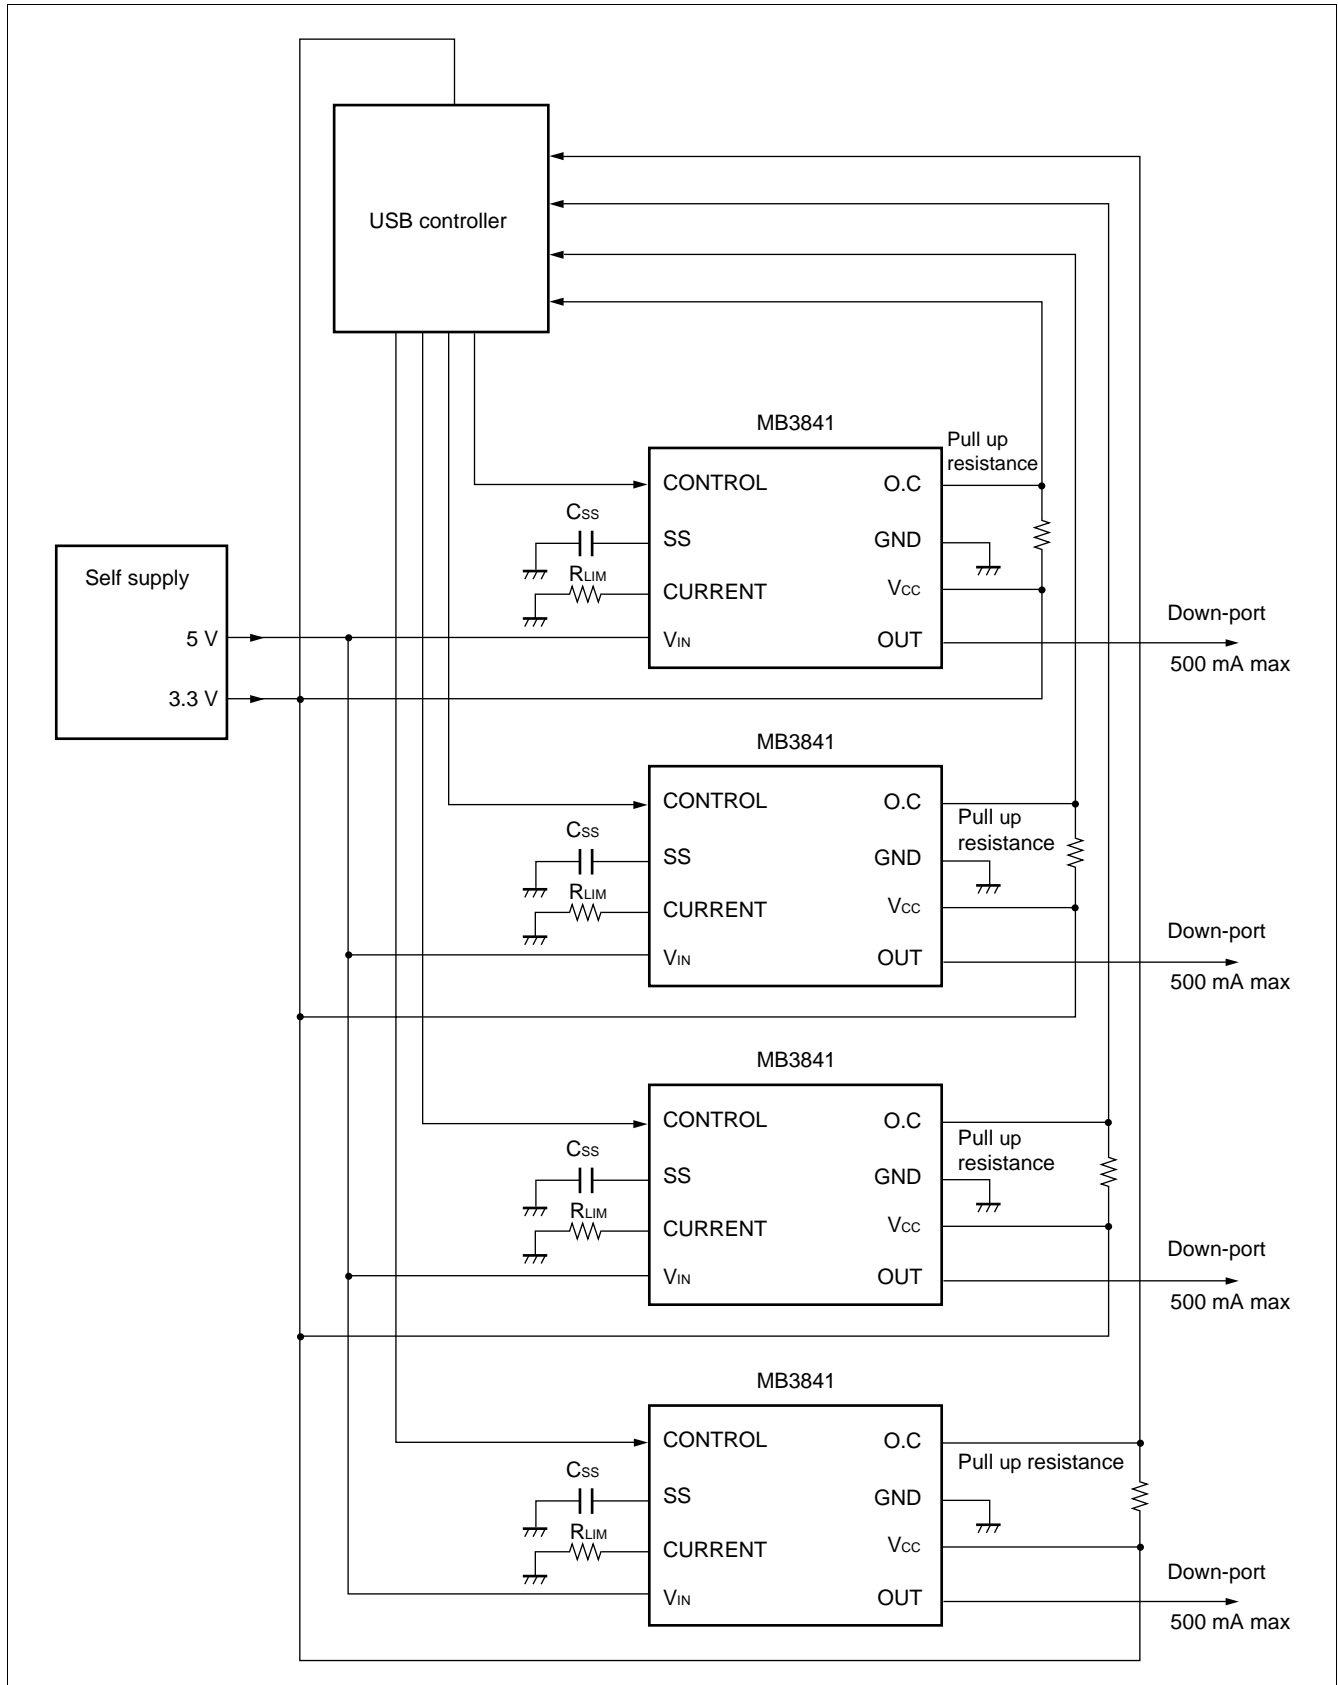 USB controller
MB3841
Pull up
resistance
CONTROL
O.C
CSS
SS
GND
RLIM
CURRENT
VCC
VIN
OUT
Down-port
500 mA max
Self supply
5 V
3.3 V
MB3841
CONTROL
O.C
Pull up
resistance
CSS
SS
GND
RLIM
CURRENT
VCC
VIN
OUT
Down-port
500 mA max
MB3841
CONTROL
O.C
Pull up
resistance
CSS
SS
GND
RLIM
CURRENT
VCC
VIN
OUT
Down-port
500 mA max
MB3841
CONTROL
O.C
Pull up resistance
CSS
SS
GND
RLIM
CURRENT
VCC
VIN
OUT
Down-port
500 mA max